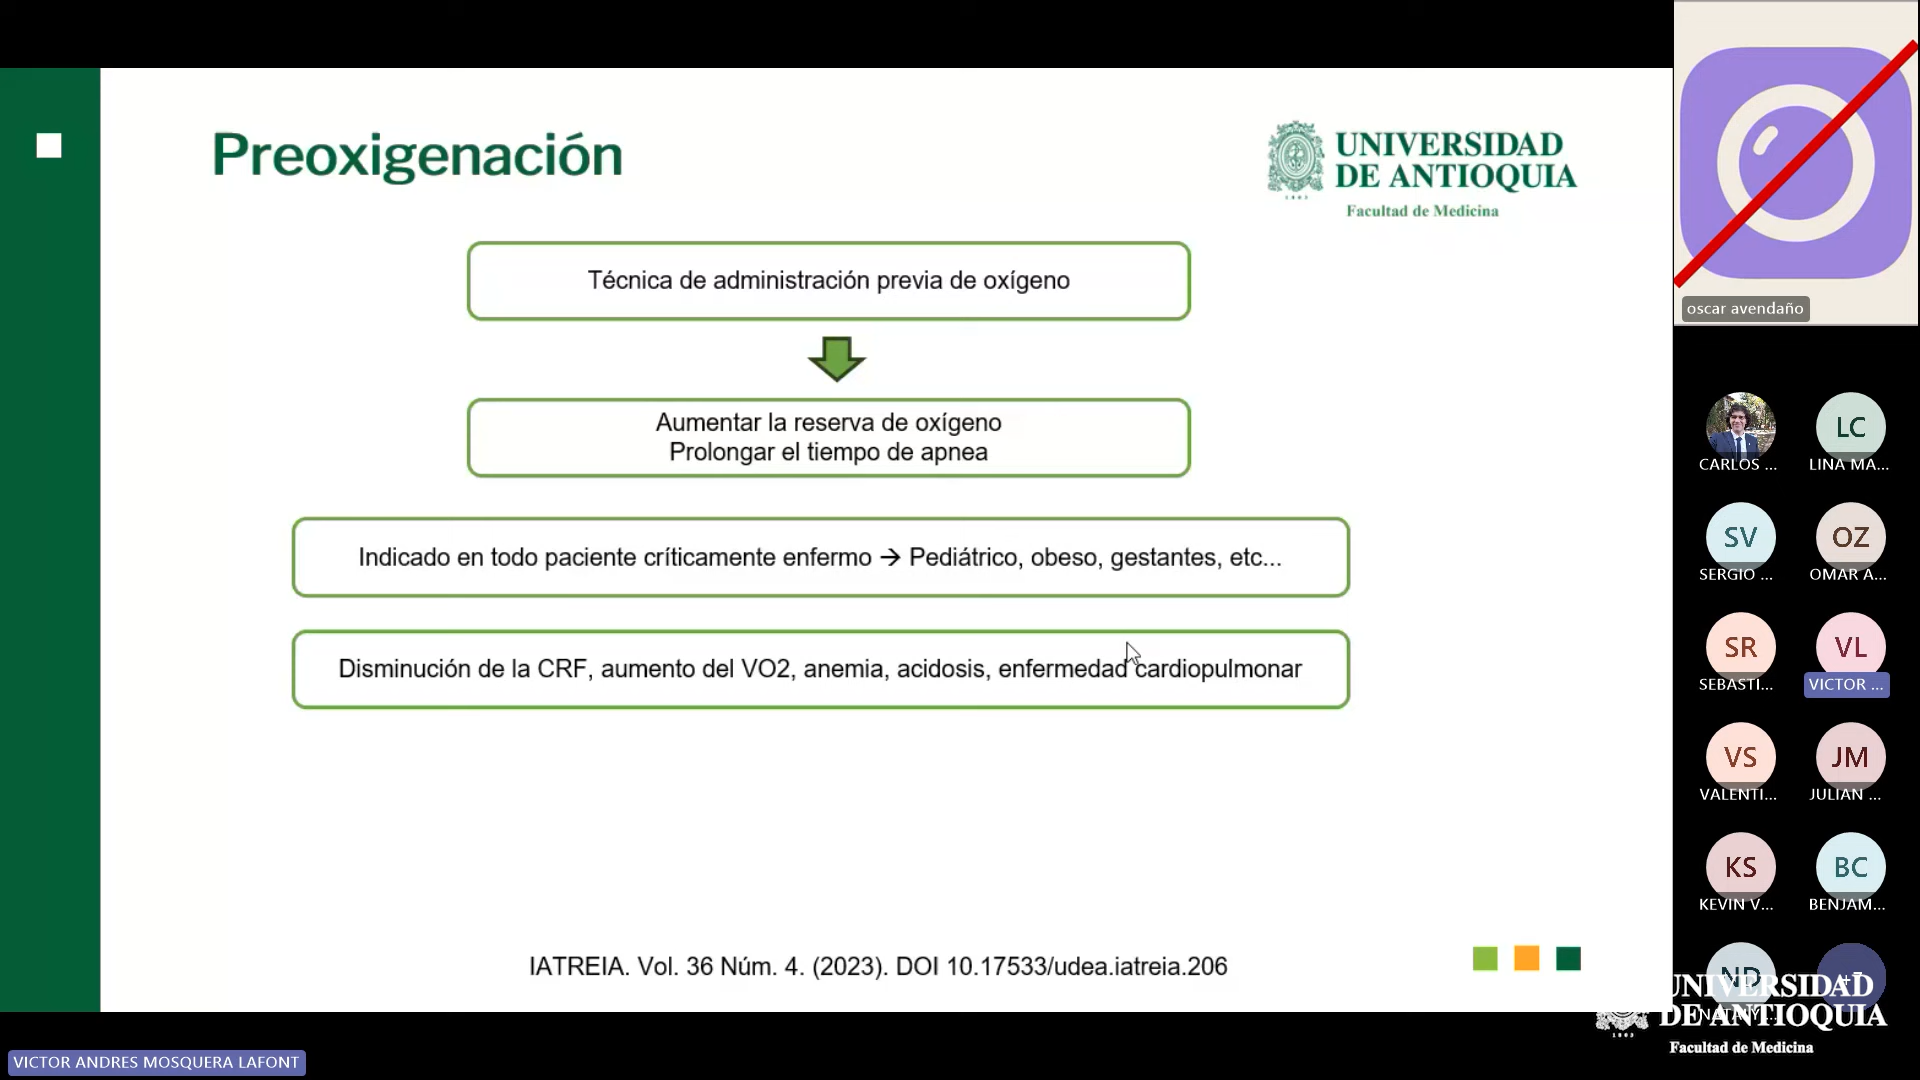 Preoxigenación
UNIVERSIDAD
DE ANTIOQUIA
1803
Facultad de Medicina
Técnica de administración previa de oxígeno
Aumentar la reserva de oxígeno
Prolongar el tiempo de apnea
Indicado en todo paciente críticamente enfermo → Pediátrico, obeso, gestantes, etc...
Disminución de la CRF, aumento del VO2, anemia, acidosis, enfermedad cardiopulmonar
IATREIA. Vol. 36 Núm. 4. (2023). DOI 10.17533/udea.iatreia.206
oscar avendaño
CARLOS ...
LC
LINA MA...
SV
SERGIO ...
OZ
OMAR A...
SR
SEBASTI...
VL
VICTOR ...
VS
VALENTI...
JM
JULIAN ...
KS
KEVIN V...
BC
BENJAM...
ND
UNIVERSIDAD
DE ANTIOQUIA
1803
Facultad de Medicina
VICTOR ANDRES MOSQUERA LAFONT